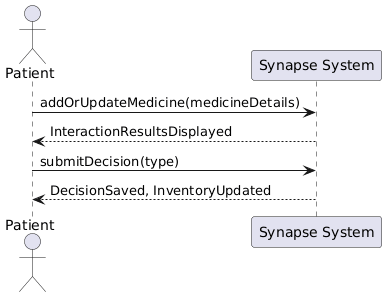 Patient
Synapse System
addOrUpdateMedicine(medicineDetails)
InteractionResultsDisplayed
submitDecision(type)
DecisionSaved, InventoryUpdated
Patient
Synapse System